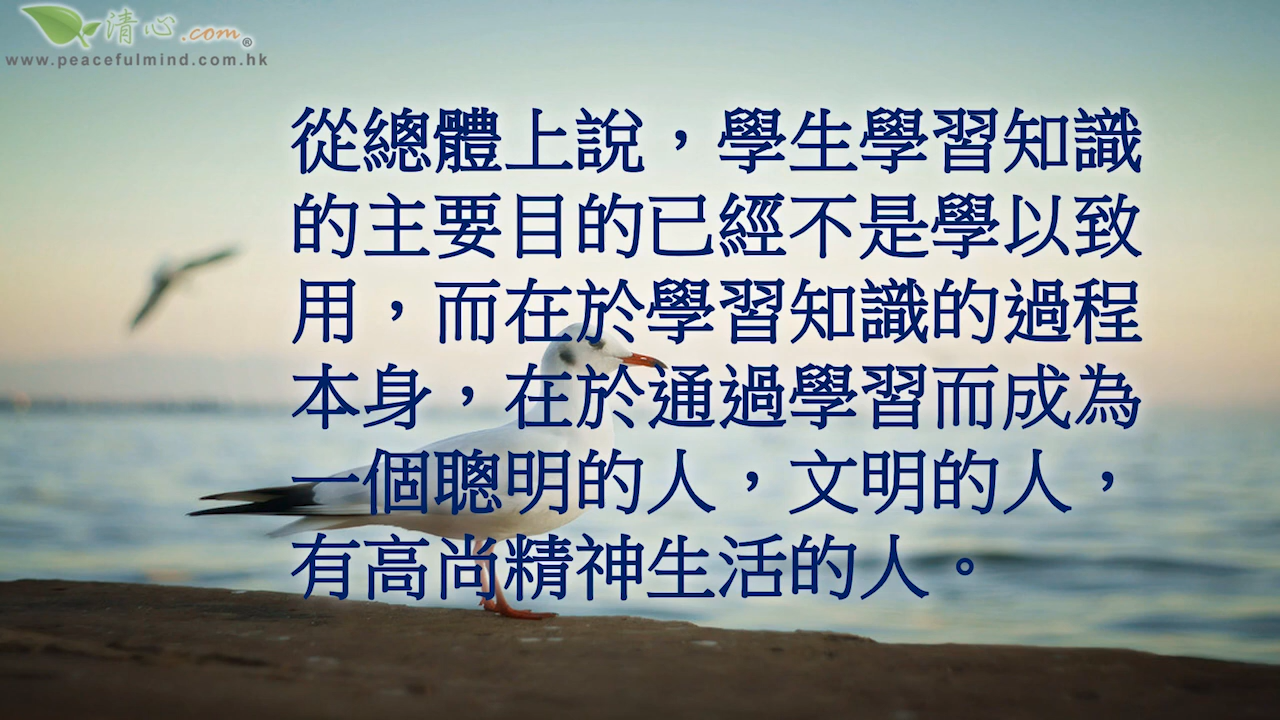 清心.com®
www.peacefulmind.com.hk
從總體上說，學生學習知識
的主要目的已經不是學以致
用，而在於學習知識的過程
本身，在於通過學習而成為
一個聰明的人，文明的人，
有高尚精神生活的人。